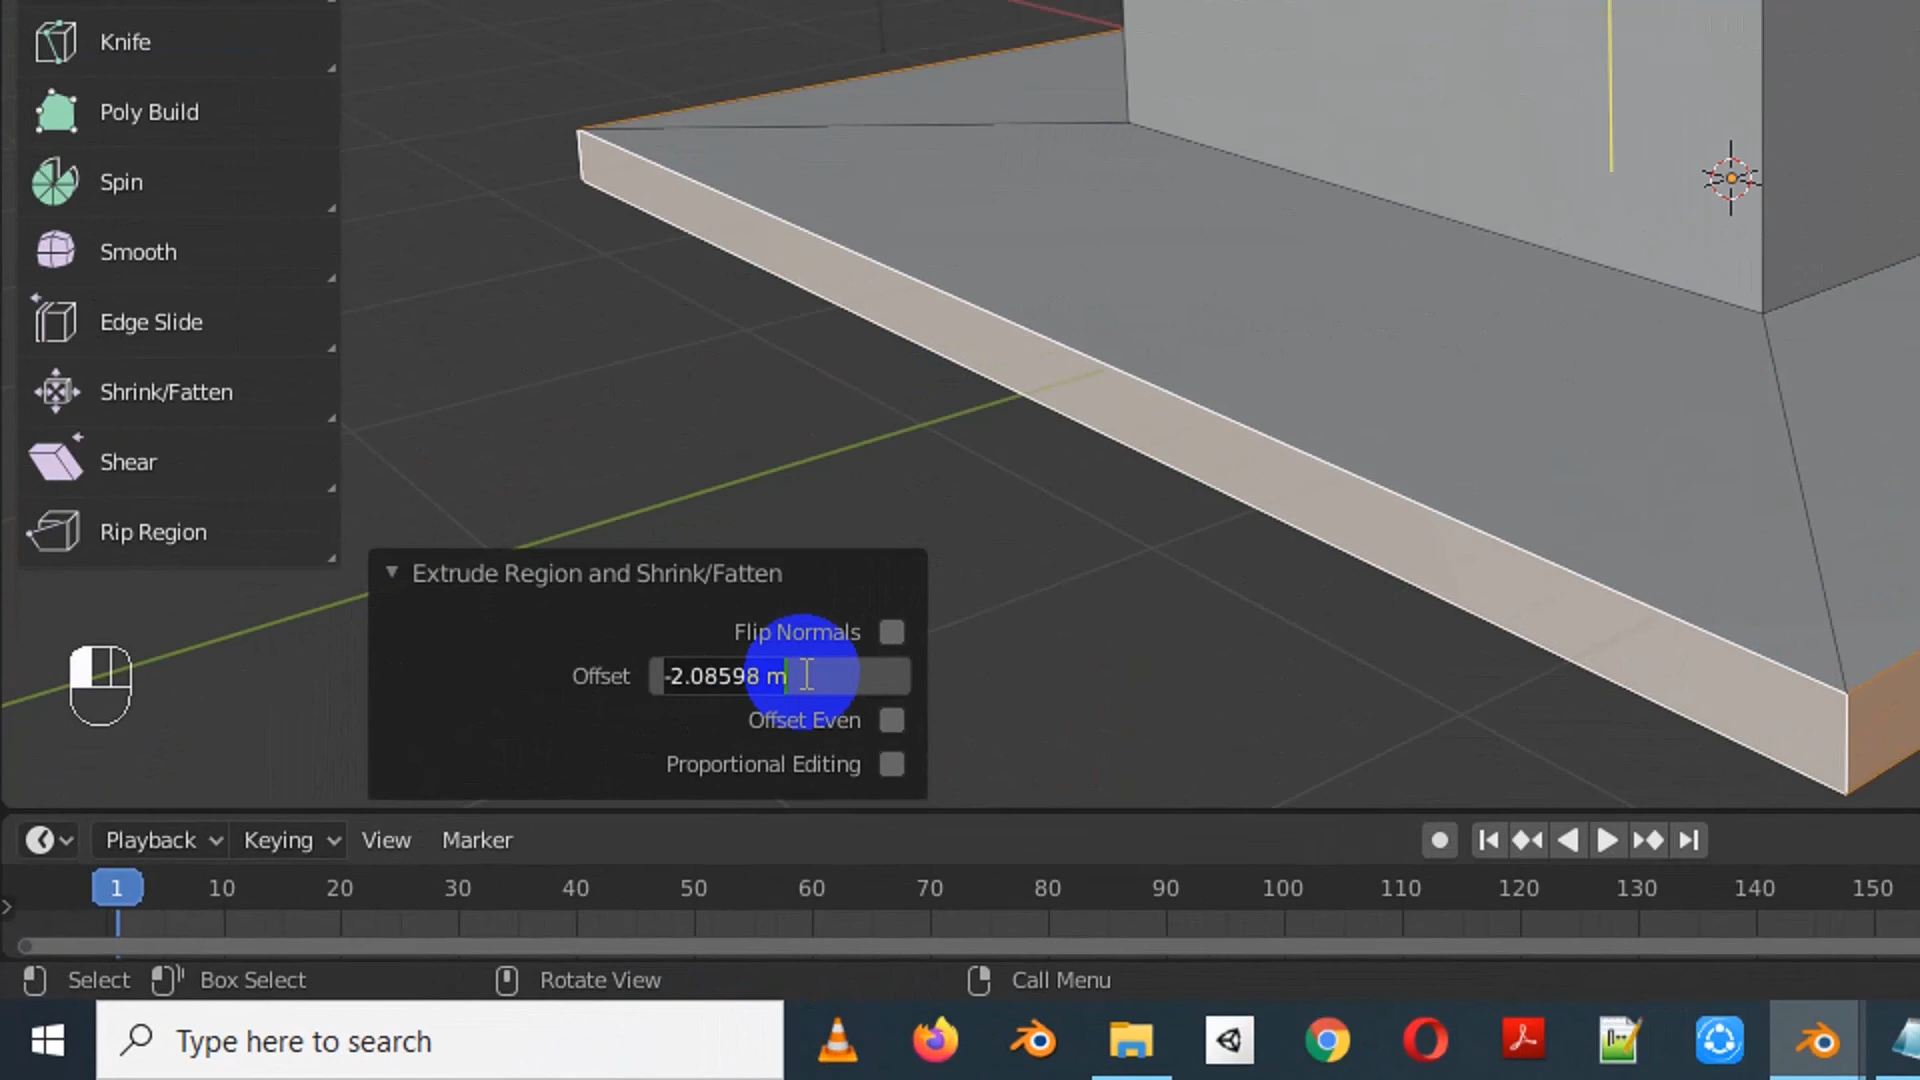 Knife
Poly Build
Spin
Smooth
Edge Slide
Shrink/Fatten
Shear
Rip Region
Extrude Region and Shrink/Fatten
Flip Normals
Offset -2.08598 m
Offset Even
Proportional Editing
Playback Keying View Marker
1 10 20 30 40 50 60 70 80 90 100 110 120 130 140 150
Select Box Select Rotate View Call Menu
Type here to search